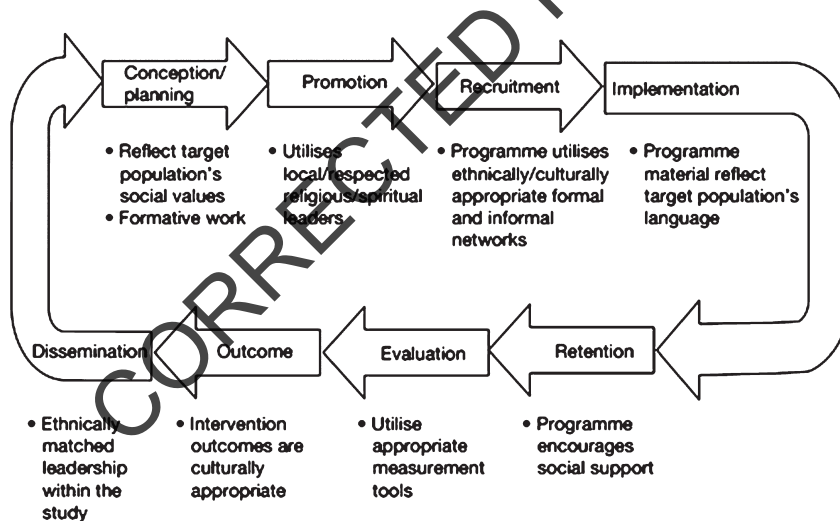 Conception/
planning
Promotion
Recruitment
Implementation
• Reflect target
population's
social values
• Formative work
• Utilises
local/respected
religious/spiritual
leaders
• Programme utilises
ethnically/culturally
appropriate formal
and informal
networks
• Programme
material reflect
target population's
language
Dissemination
Outcome
Evaluation
Retention
• Ethnically
matched
leadership
within the
study
• Intervention
outcomes are
culturally
appropriate
• Utilise
appropriate
measurement
tools
• Programme
encourages
social support
CORRECTED